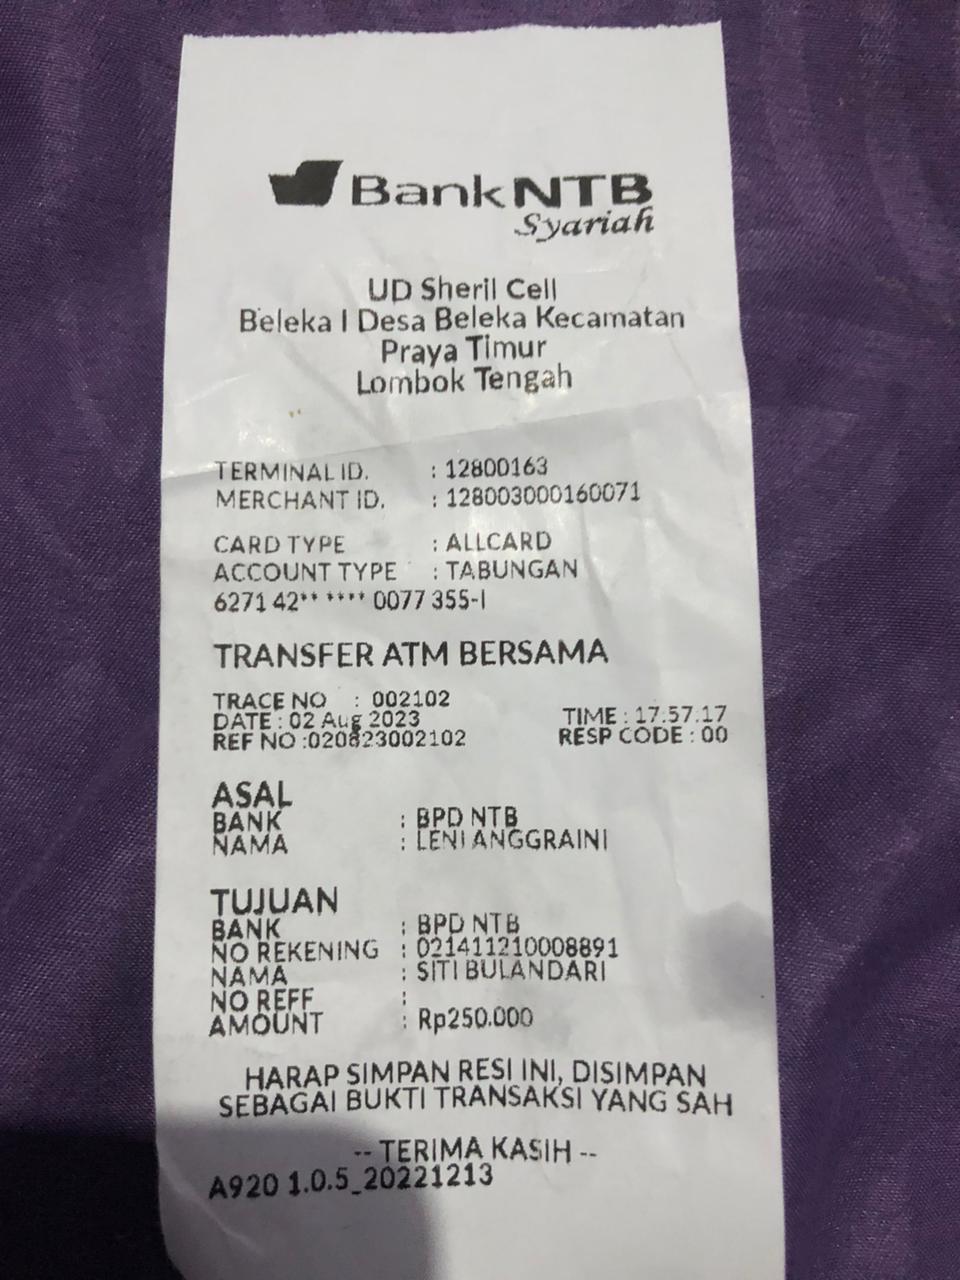 Bank NTB
Syariah
UD Sheril Cell
Beleka I Desa Beleka Kecamatan
Praya Timur
Lombok Tengah
TERMINAL ID. : 12800163
MERCHANT ID. : 128003000160071
CARD TYPE : ALLCARD
ACCOUNT TYPE : TABUNGAN
6271 42** **** 0077 355-I
TRANSFER ATM BERSAMA
TRACE NO : 002102
DATE : 02 Aug 2023 TIME : 17:57:17
REF NO :020823002102 RESP CODE : 00
ASAL
BANK : BPD NTB
NAMA : LENI ANGGRAINI
TUJUAN
BANK : BPD NTB
NO REKENING : 021411210008891
NAMA : SITI BULANDARI
NO REFF :
AMOUNT : Rp250.000
HARAP SIMPAN RESI INI, DISIMPAN
SEBAGAI BUKTI TRANSAKSI YANG SAH
-- TERIMA KASIH --
A920 1.0.5_20221213